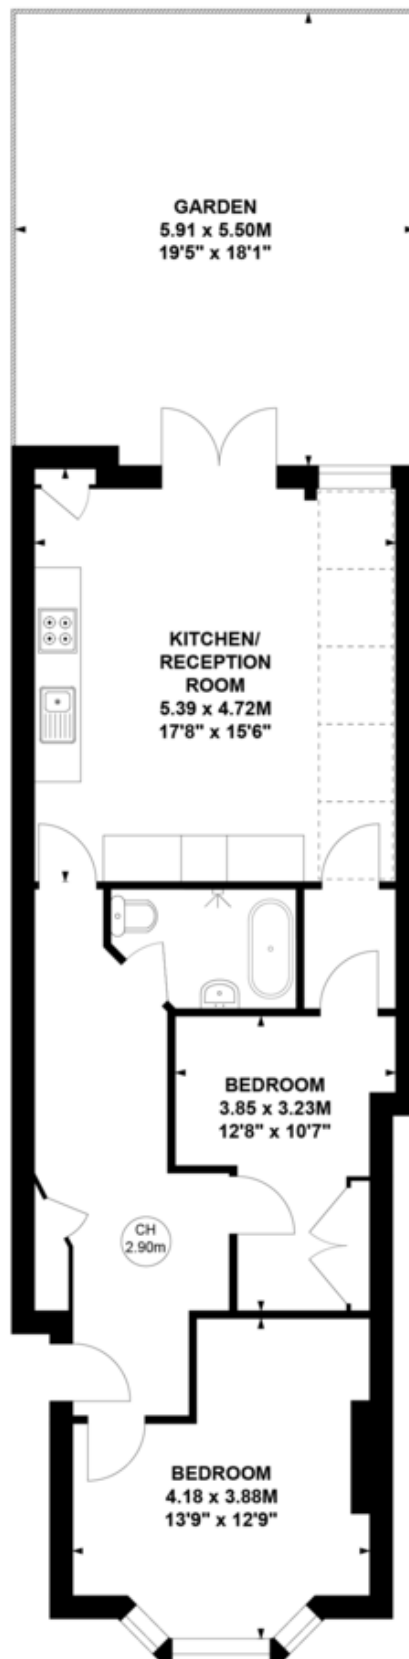 GARDEN
5.91 x 5.50M
19'5" x 18'1"
KITCHEN/
RECEPTION
ROOM
5.39 x 4.72M
17'8" x 15'6"
BEDROOM
3.85 x 3.23M
12'8" x 10'7"
CH
2.90m
BEDROOM
4.18 x 3.88M
13'9" x 12'9"